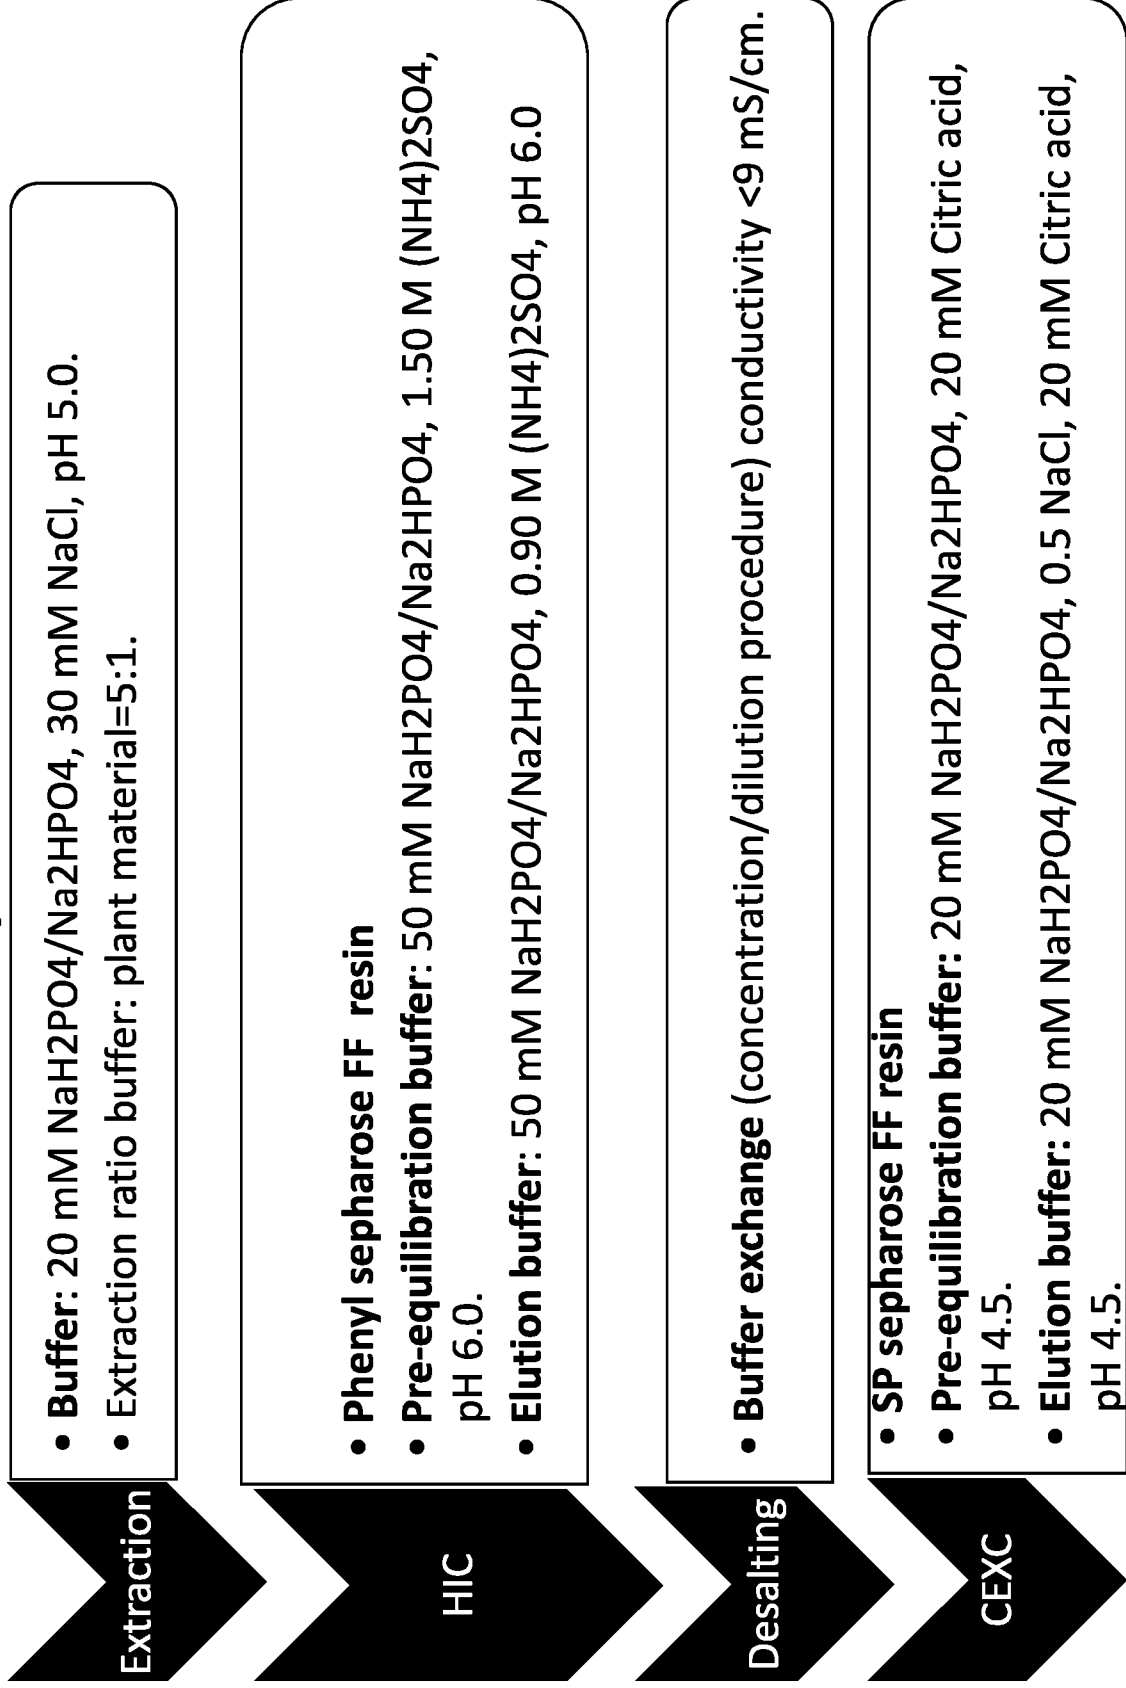 Extraction
• Buffer: 20 mM NaH2PO4/Na2HPO4, 30 mM NaCl, pH 5.0.
• Extraction ratio buffer: plant material=5:1.
HIC
• Phenyl sepharose FF resin
• Pre-equilibration buffer: 50 mM NaH2PO4/Na2HPO4, 1.50 M (NH4)2SO4,
pH 6.0.
• Elution buffer: 50 mM NaH2PO4/Na2HPO4, 0.90 M (NH4)2SO4, pH 6.0
Desalting
• Buffer exchange (concentration/dilution procedure) conductivity <9 mS/cm.
CEXC
• SP sepharose FF resin
• Pre-equilibration buffer: 20 mM NaH2PO4/Na2HPO4, 20 mM Citric acid,
pH 4.5.
• Elution buffer: 20 mM NaH2PO4/Na2HPO4, 0.5 NaCl, 20 mM Citric acid,
pH 4.5.